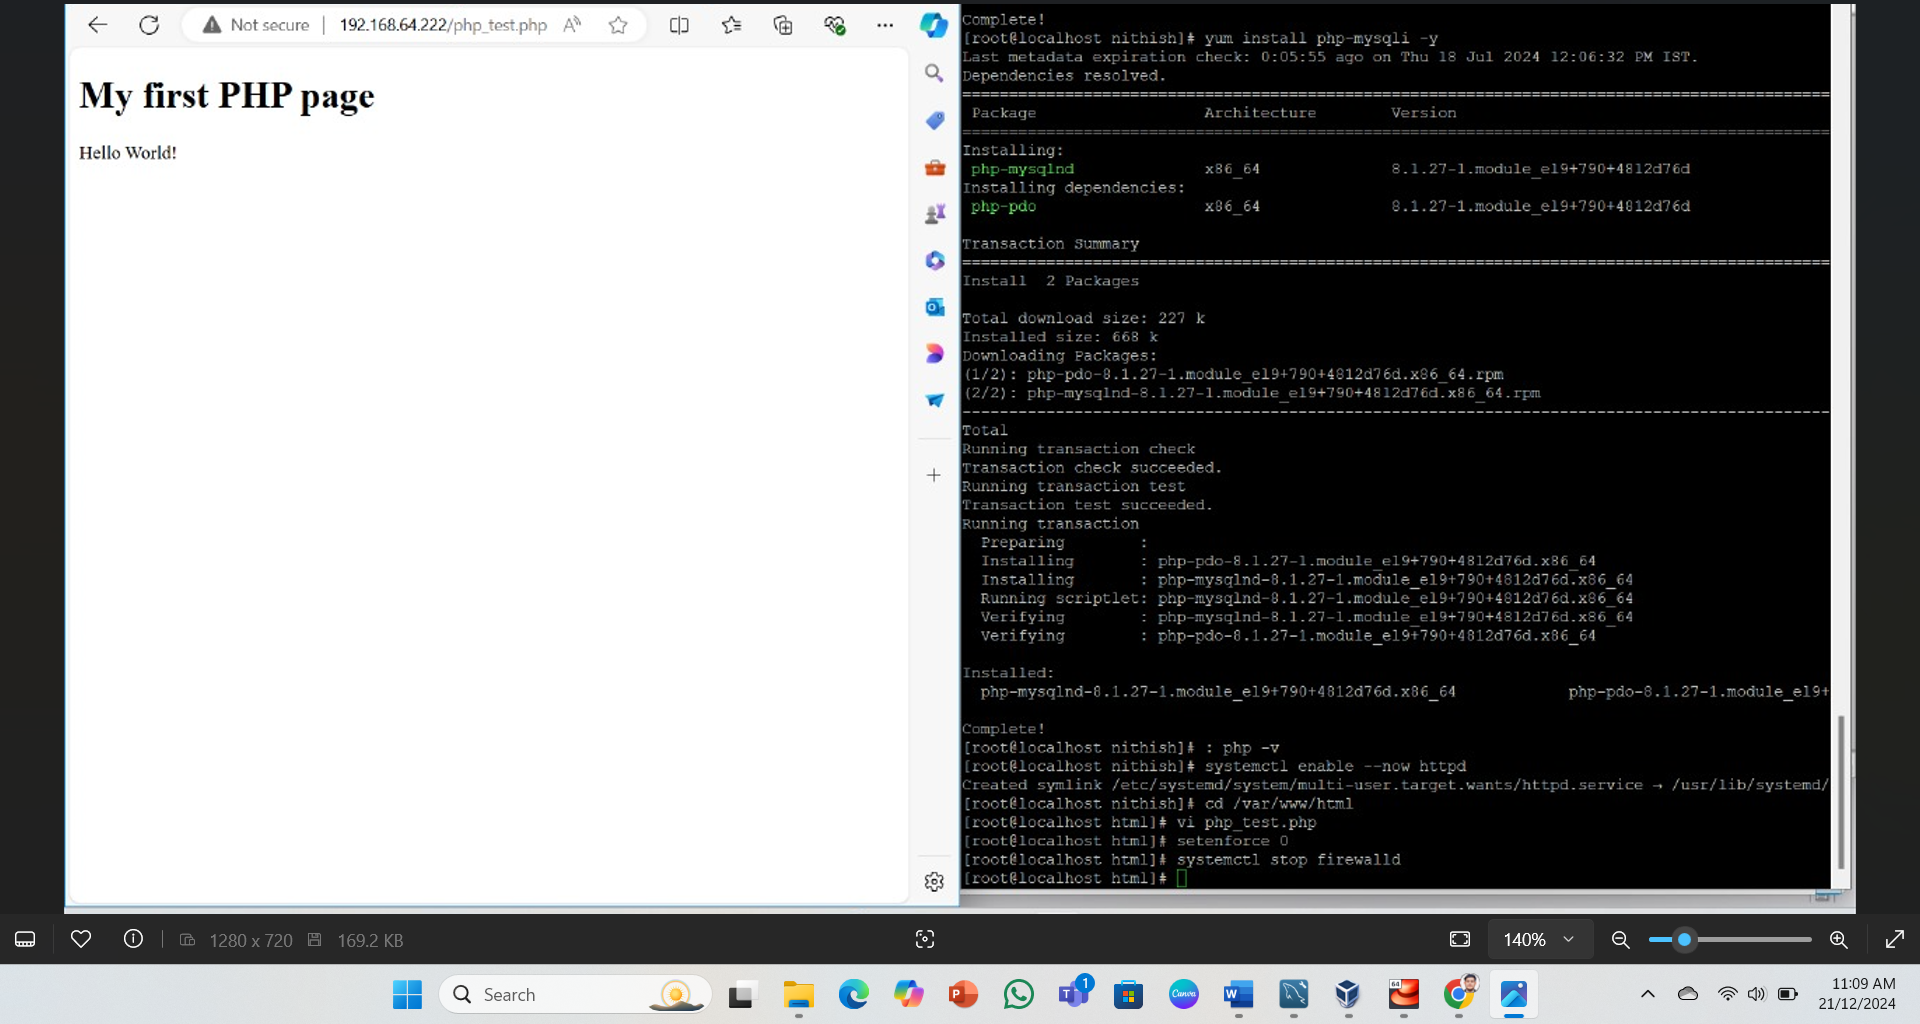 Not secure | 192.168.64.222/php_test.php
My first PHP page
Hello World!
Complete!
[root@localhost nithish]# yum install php-mysqli -y
Last metadata expiration check: 0:05:55 ago on Thu 18 Jul 2024 12:06:32 PM IST.
Dependencies resolved.
Package Architecture Version
Installing:
php-mysqlnd x86_64 8.1.27-1.module_el9+790+4812d76d
Installing dependencies:
php-pdo x86_64 8.1.27-1.module_el9+790+4812d76d
Transaction Summary
Install 2 Packages
Total download size: 227 k
Installed size: 668 k
Downloading Packages:
(1/2): php-pdo-8.1.27-1.module_el9+790+4812d76d.x86_64.rpm
(2/2): php-mysqlnd-8.1.27-1.module_el9+790+4812d76d.x86_64.rpm
Total
Running transaction check
Transaction check succeeded.
Running transaction test
Transaction test succeeded.
Running transaction
Preparing :
Installing : php-pdo-8.1.27-1.module_el9+790+4812d76d.x86_64
Installing : php-mysqlnd-8.1.27-1.module_el9+790+4812d76d.x86_64
Running scriptlet: php-mysqlnd-8.1.27-1.module_el9+790+4812d76d.x86_64
Verifying : php-mysqlnd-8.1.27-1.module_el9+790+4812d76d.x86_64
Verifying : php-pdo-8.1.27-1.module_el9+790+4812d76d.x86_64
Installed:
php-mysqlnd-8.1.27-1.module_el9+790+4812d76d.x86_64 php-pdo-8.1.27-1.module_el9+
Complete!
[root@localhost nithish]# : php -v
[root@localhost nithish]# systemctl enable --now httpd
Created symlink /etc/systemd/system/multi-user.target.wants/httpd.service → /usr/lib/systemd/
[root@localhost nithish]# cd /var/www/html
[root@localhost html]# vi php_test.php
[root@localhost html]# setenforce 0
[root@localhost html]# systemctl stop firewalld
[root@localhost html]#
1280 x 720 169.2 KB 140%
Search 1 Canva 64 11:09 AM
21/12/2024